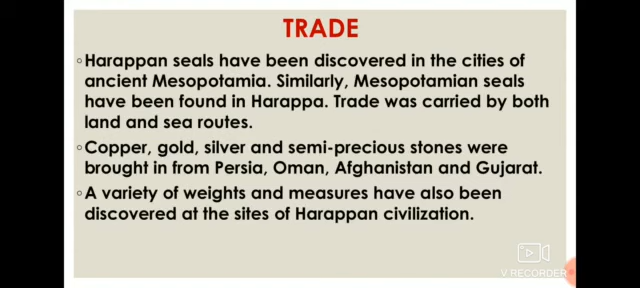 TRADE
Harappan seals have been discovered in the cities of
ancient Mesopotamia. Similarly, Mesopotamian seals
have been found in Harappa. Trade was carried by both
land and sea routes.
Copper, gold, silver and semi-precious stones were
brought in from Persia, Oman, Afghanistan and Gujarat.
A variety of weights and measures have also been
discovered at the sites of Harappan civilization.
V.RECORDER